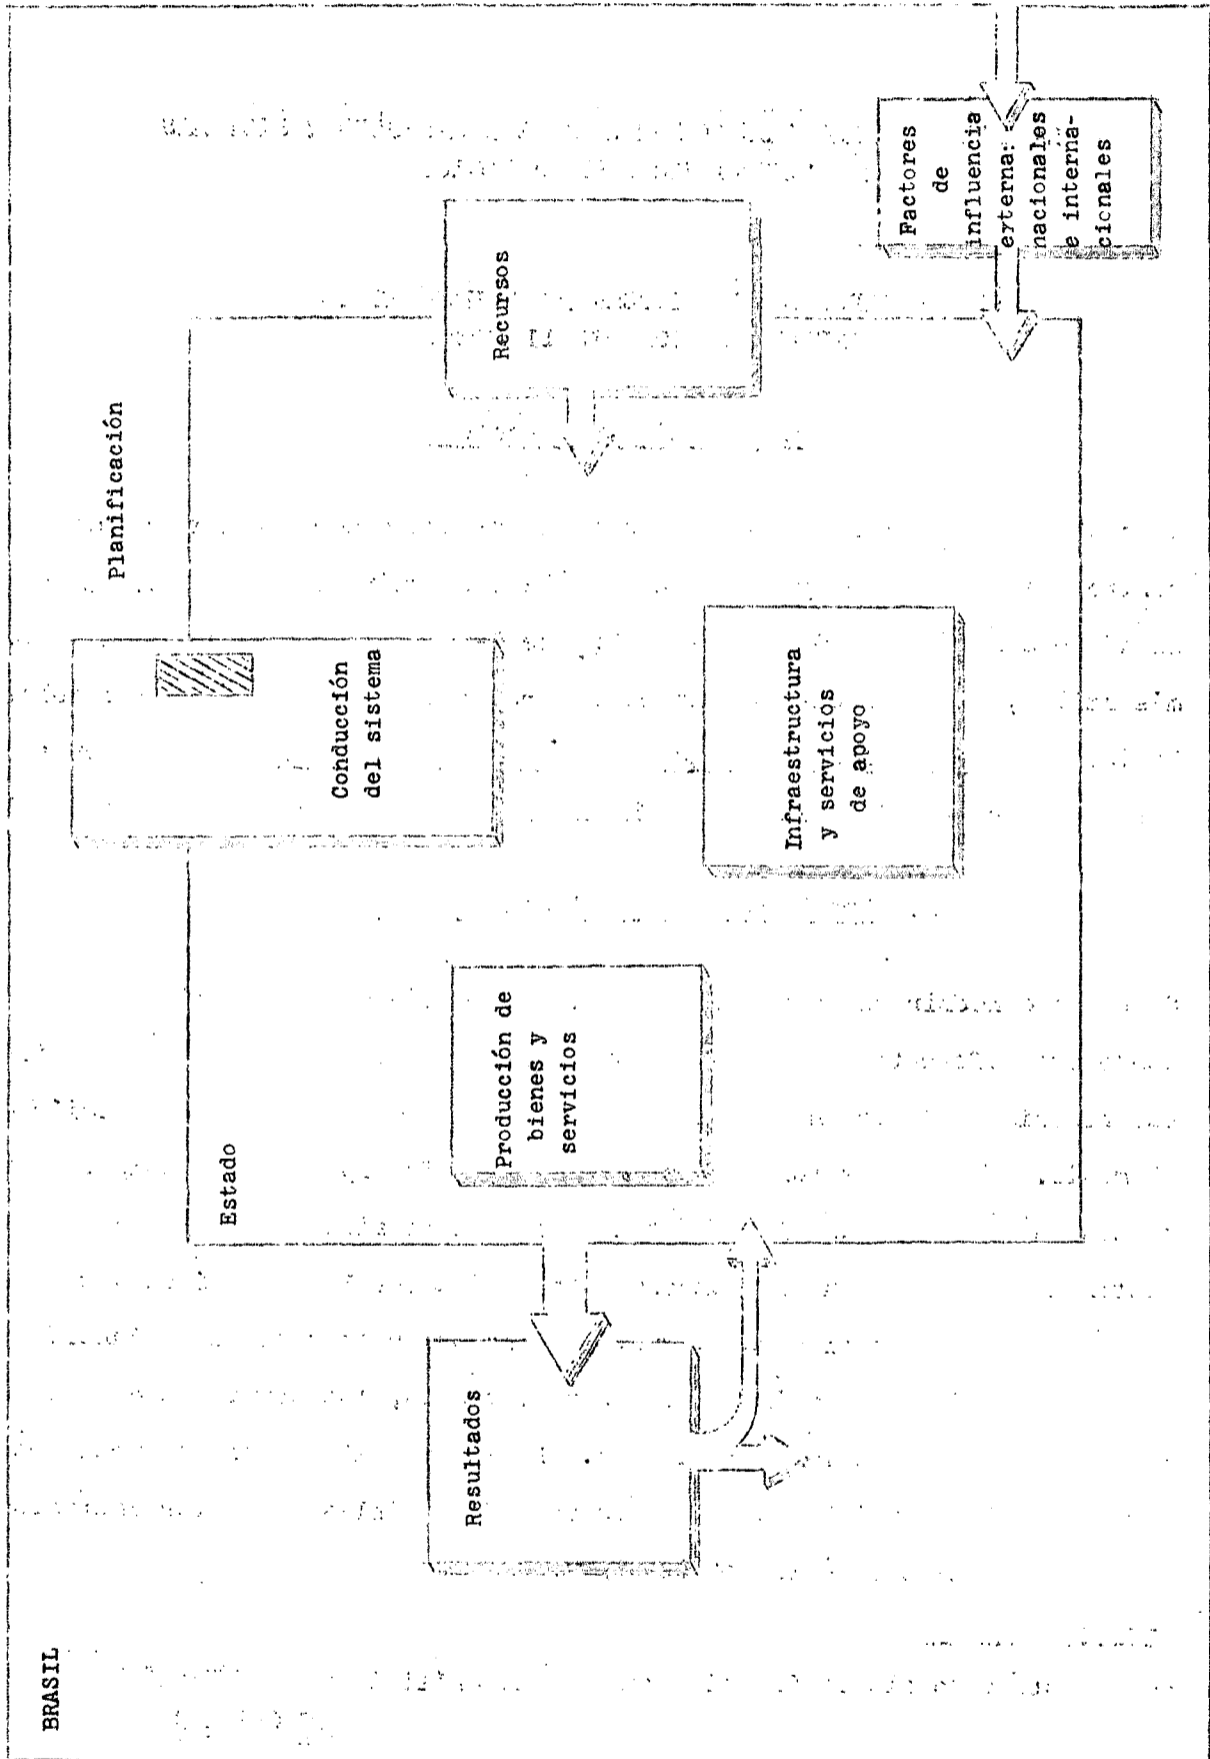 BRASIL
Planificación
Estado
Conducción
del sistema
Resultados
Producción de
bienes y
servicios
Recursos
Infraestructura
y servicios
de apoyo
Factores
de
influencia
externa:
nacionales
e interna-
cionales